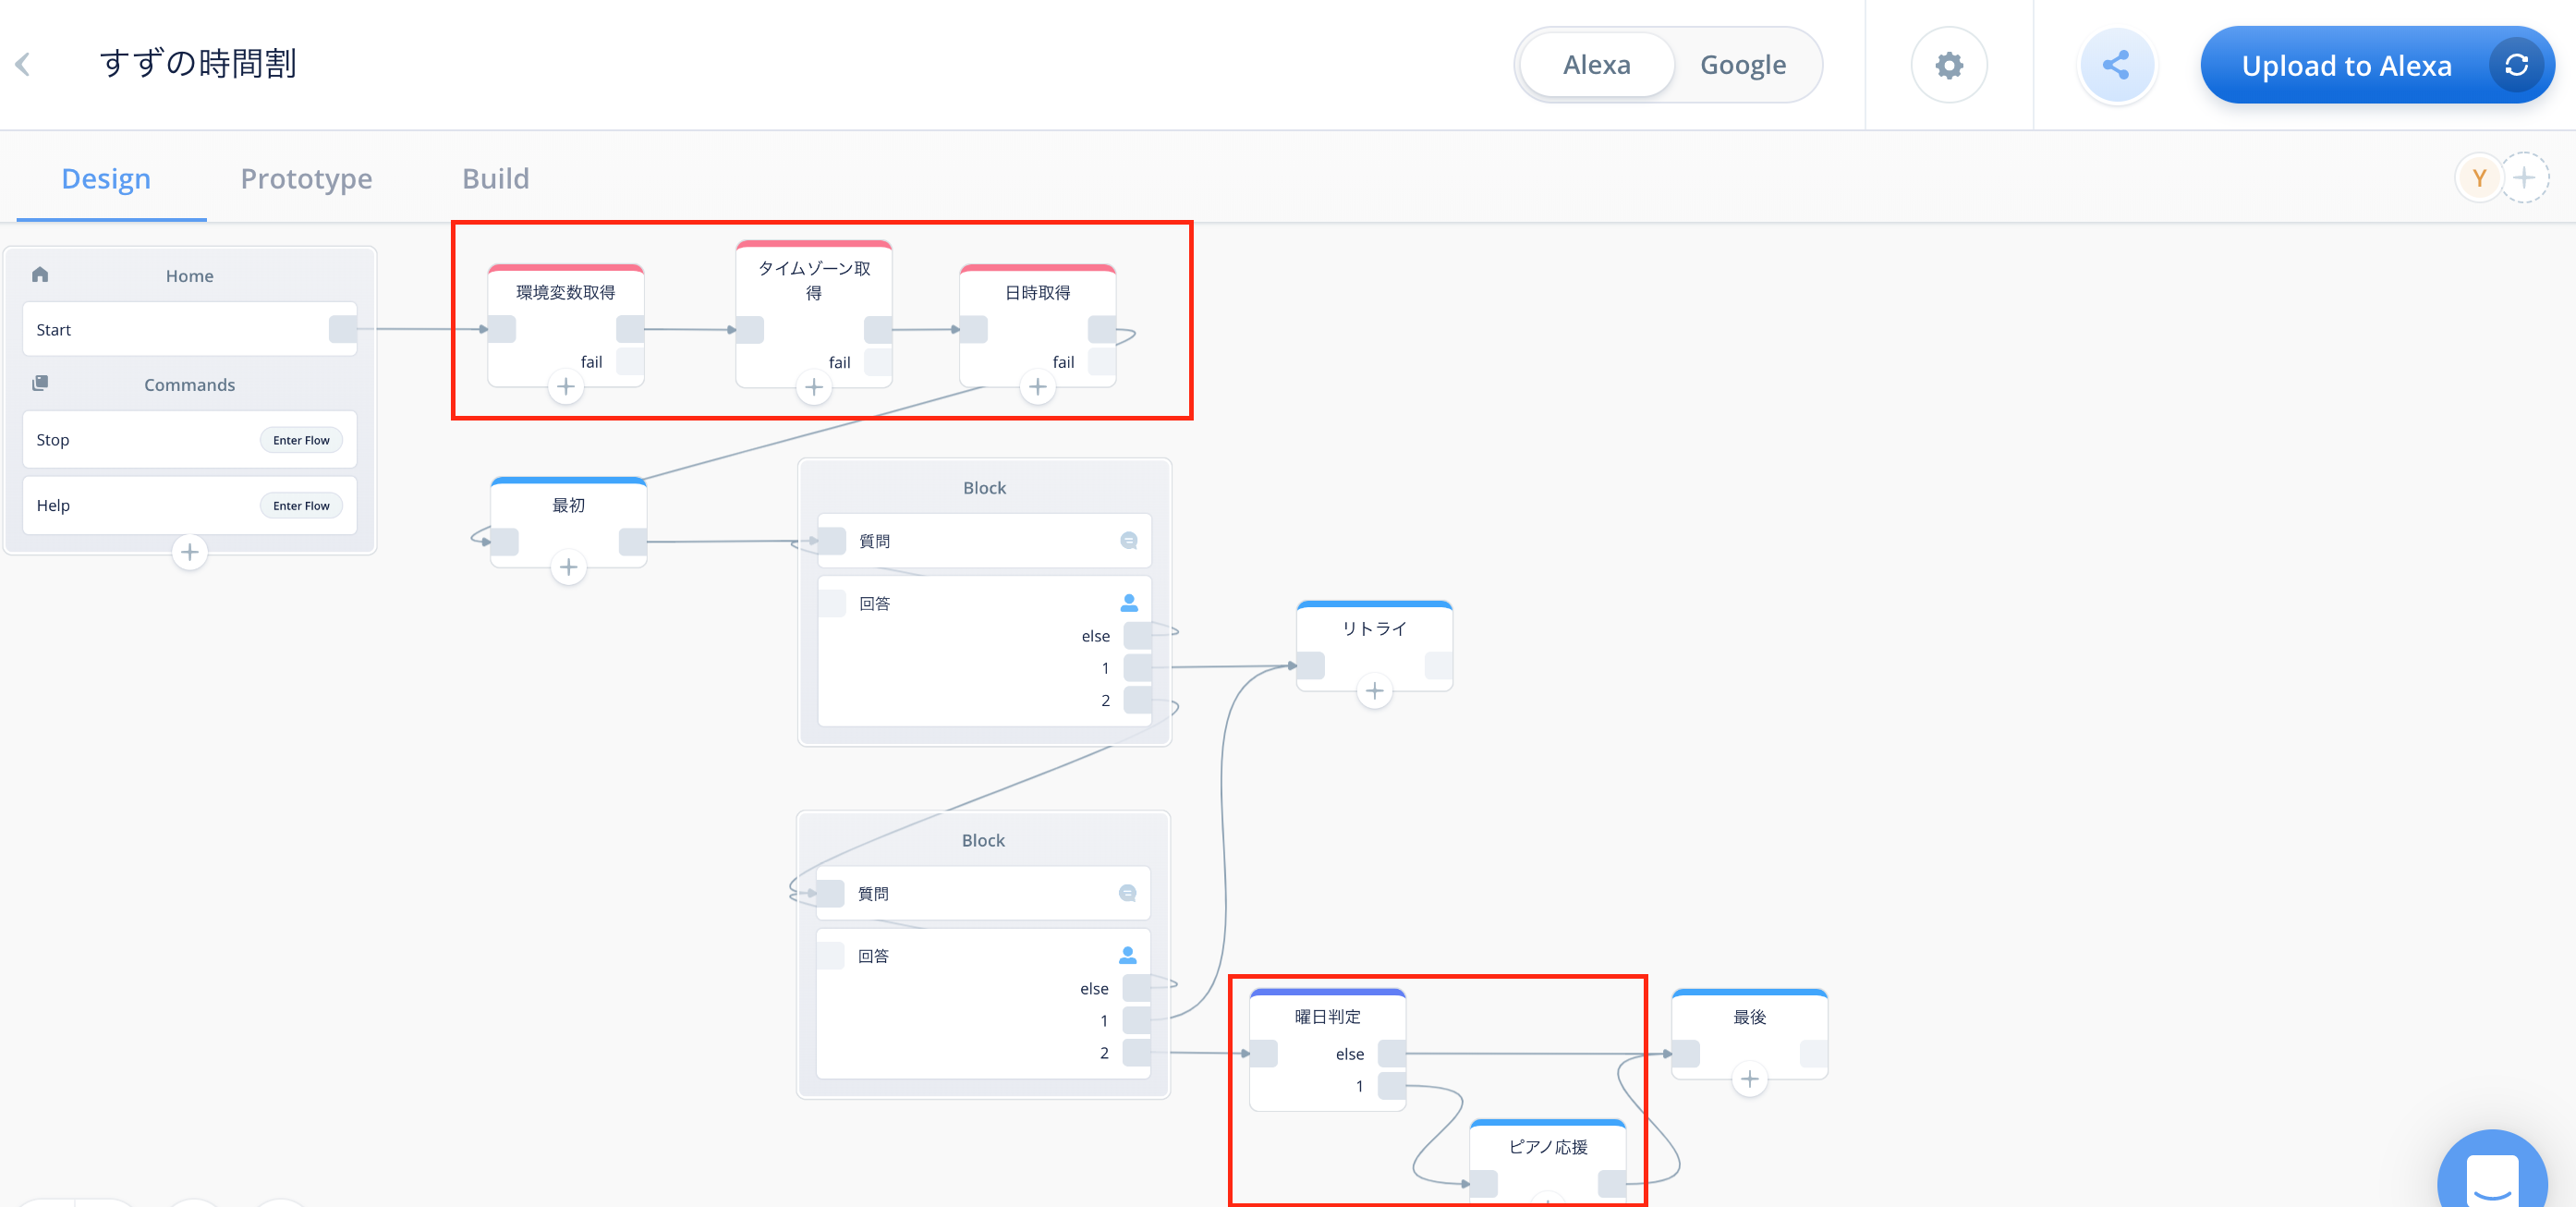 すずの時間割
Alexa
Google
Upload to Alexa
Design
Prototype
Build
Y
Home
Start
Commands
Stop
Enter Flow
Help
Enter Flow
環境変数取得
fail
タイムゾーン取
得
fail
日時取得
fail
最初
Block
質問
回答
else
1
2
リトライ
Block
質問
回答
else
1
2
曜日判定
else
1
ピアノ応援
最後